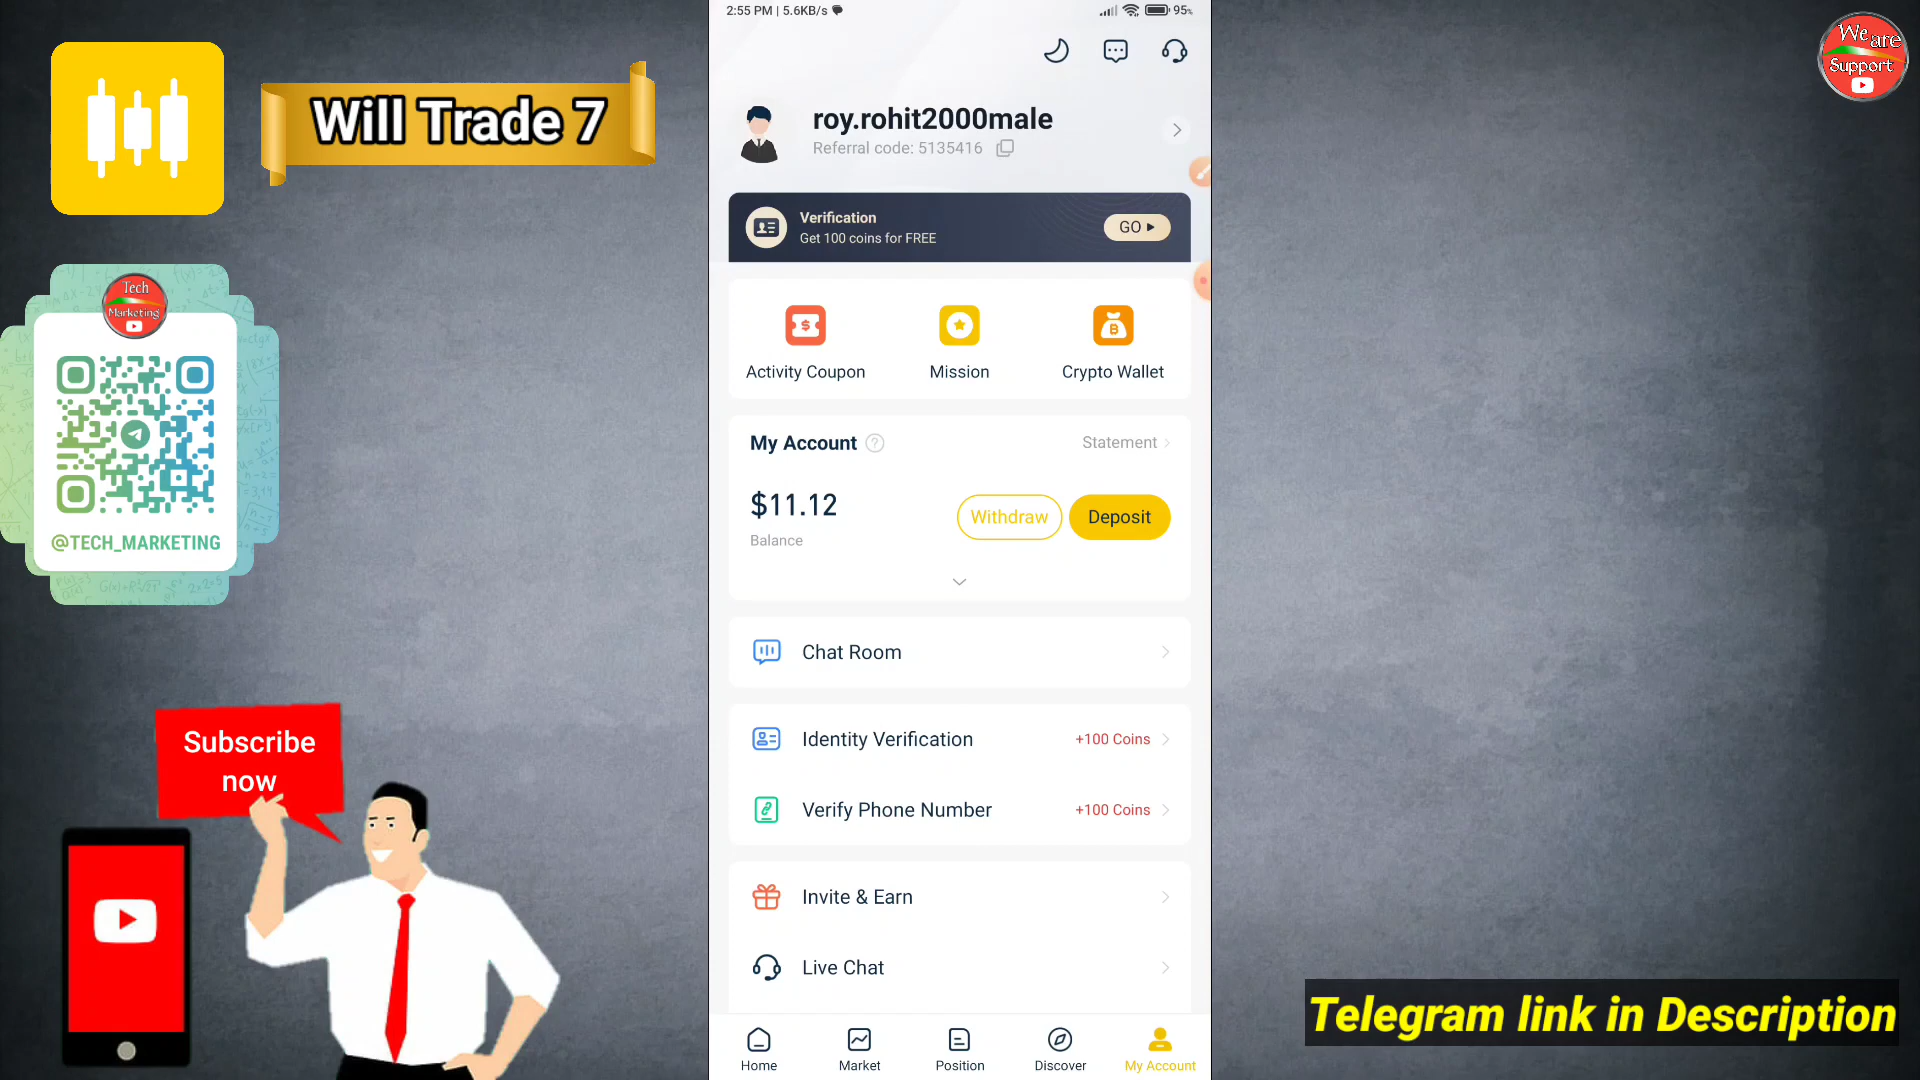 2:55 PM | 5.6KB/s
95%
We are
Support
Will Trade 7
roy.rohit2000male
Referral code: 5135416
Verification
Get 100 coins for FREE
GO
Tech
Marketing
@TECH_MARKETING
Activity Coupon
Mission
Crypto Wallet
My Account
Statement
$11.12
Balance
Withdraw
Deposit
Chat Room
Subscribe
now
Identity Verification
+100 Coins
Verify Phone Number
+100 Coins
Invite & Earn
Live Chat
Home
Market
Position
Discover
My Account
Telegram link in Description